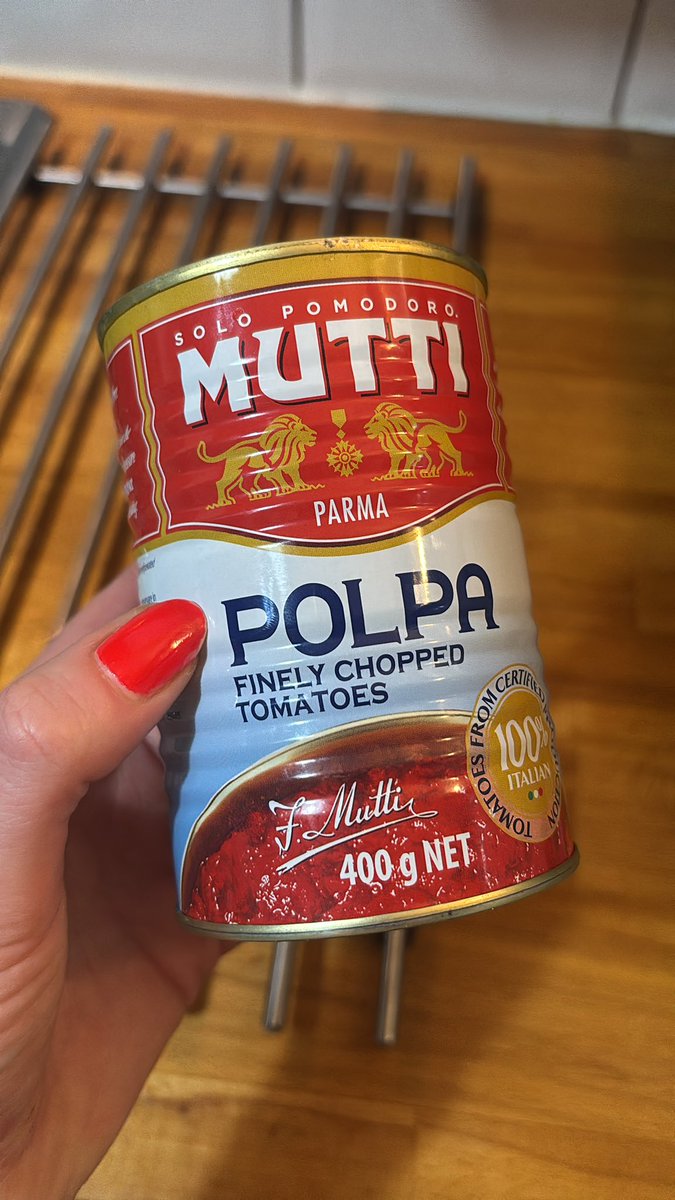 SOLO POMODORO.
MUTTI
PARMA
POLPA
FINELY CHOPPED
TOMATOES
TOMATOES FROM CERTIFIED
100%
ITALIAN
F. Mutti
400 g NET